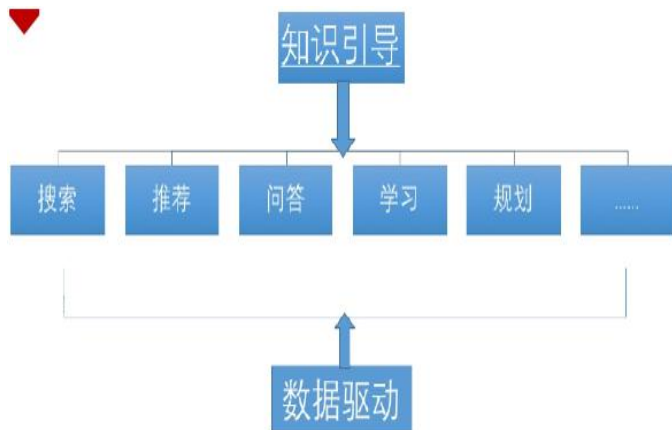 知识引导
搜索 推荐 问答 学习 规划 ......
数据驱动